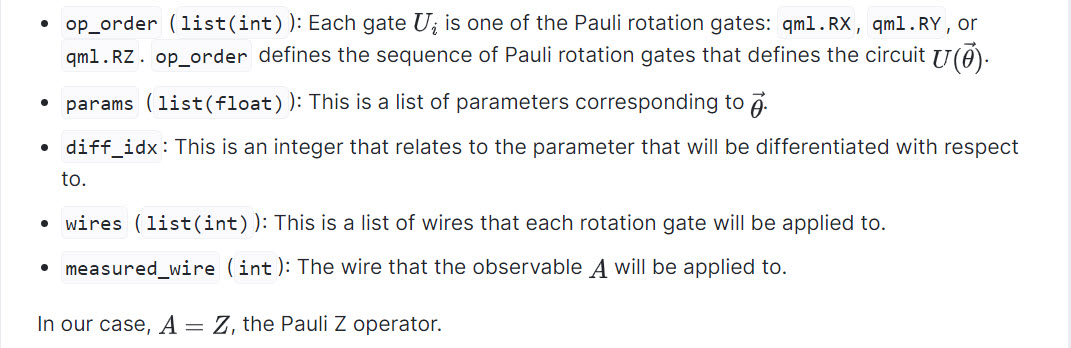 • op_order (list(int)): Each gate U_i is one of the Pauli rotation gates: qml.RX, qml.RY, or
qml.RZ. op_order defines the sequence of Pauli rotation gates that defines the circuit U(θ⃗).
• params (list(float)): This is a list of parameters corresponding to θ⃗.
• diff_idx: This is an integer that relates to the parameter that will be differentiated with respect
to.
• wires (list(int)): This is a list of wires that each rotation gate will be applied to.
• measured_wire (int): The wire that the observable A will be applied to.
In our case, A = Z, the Pauli Z operator.